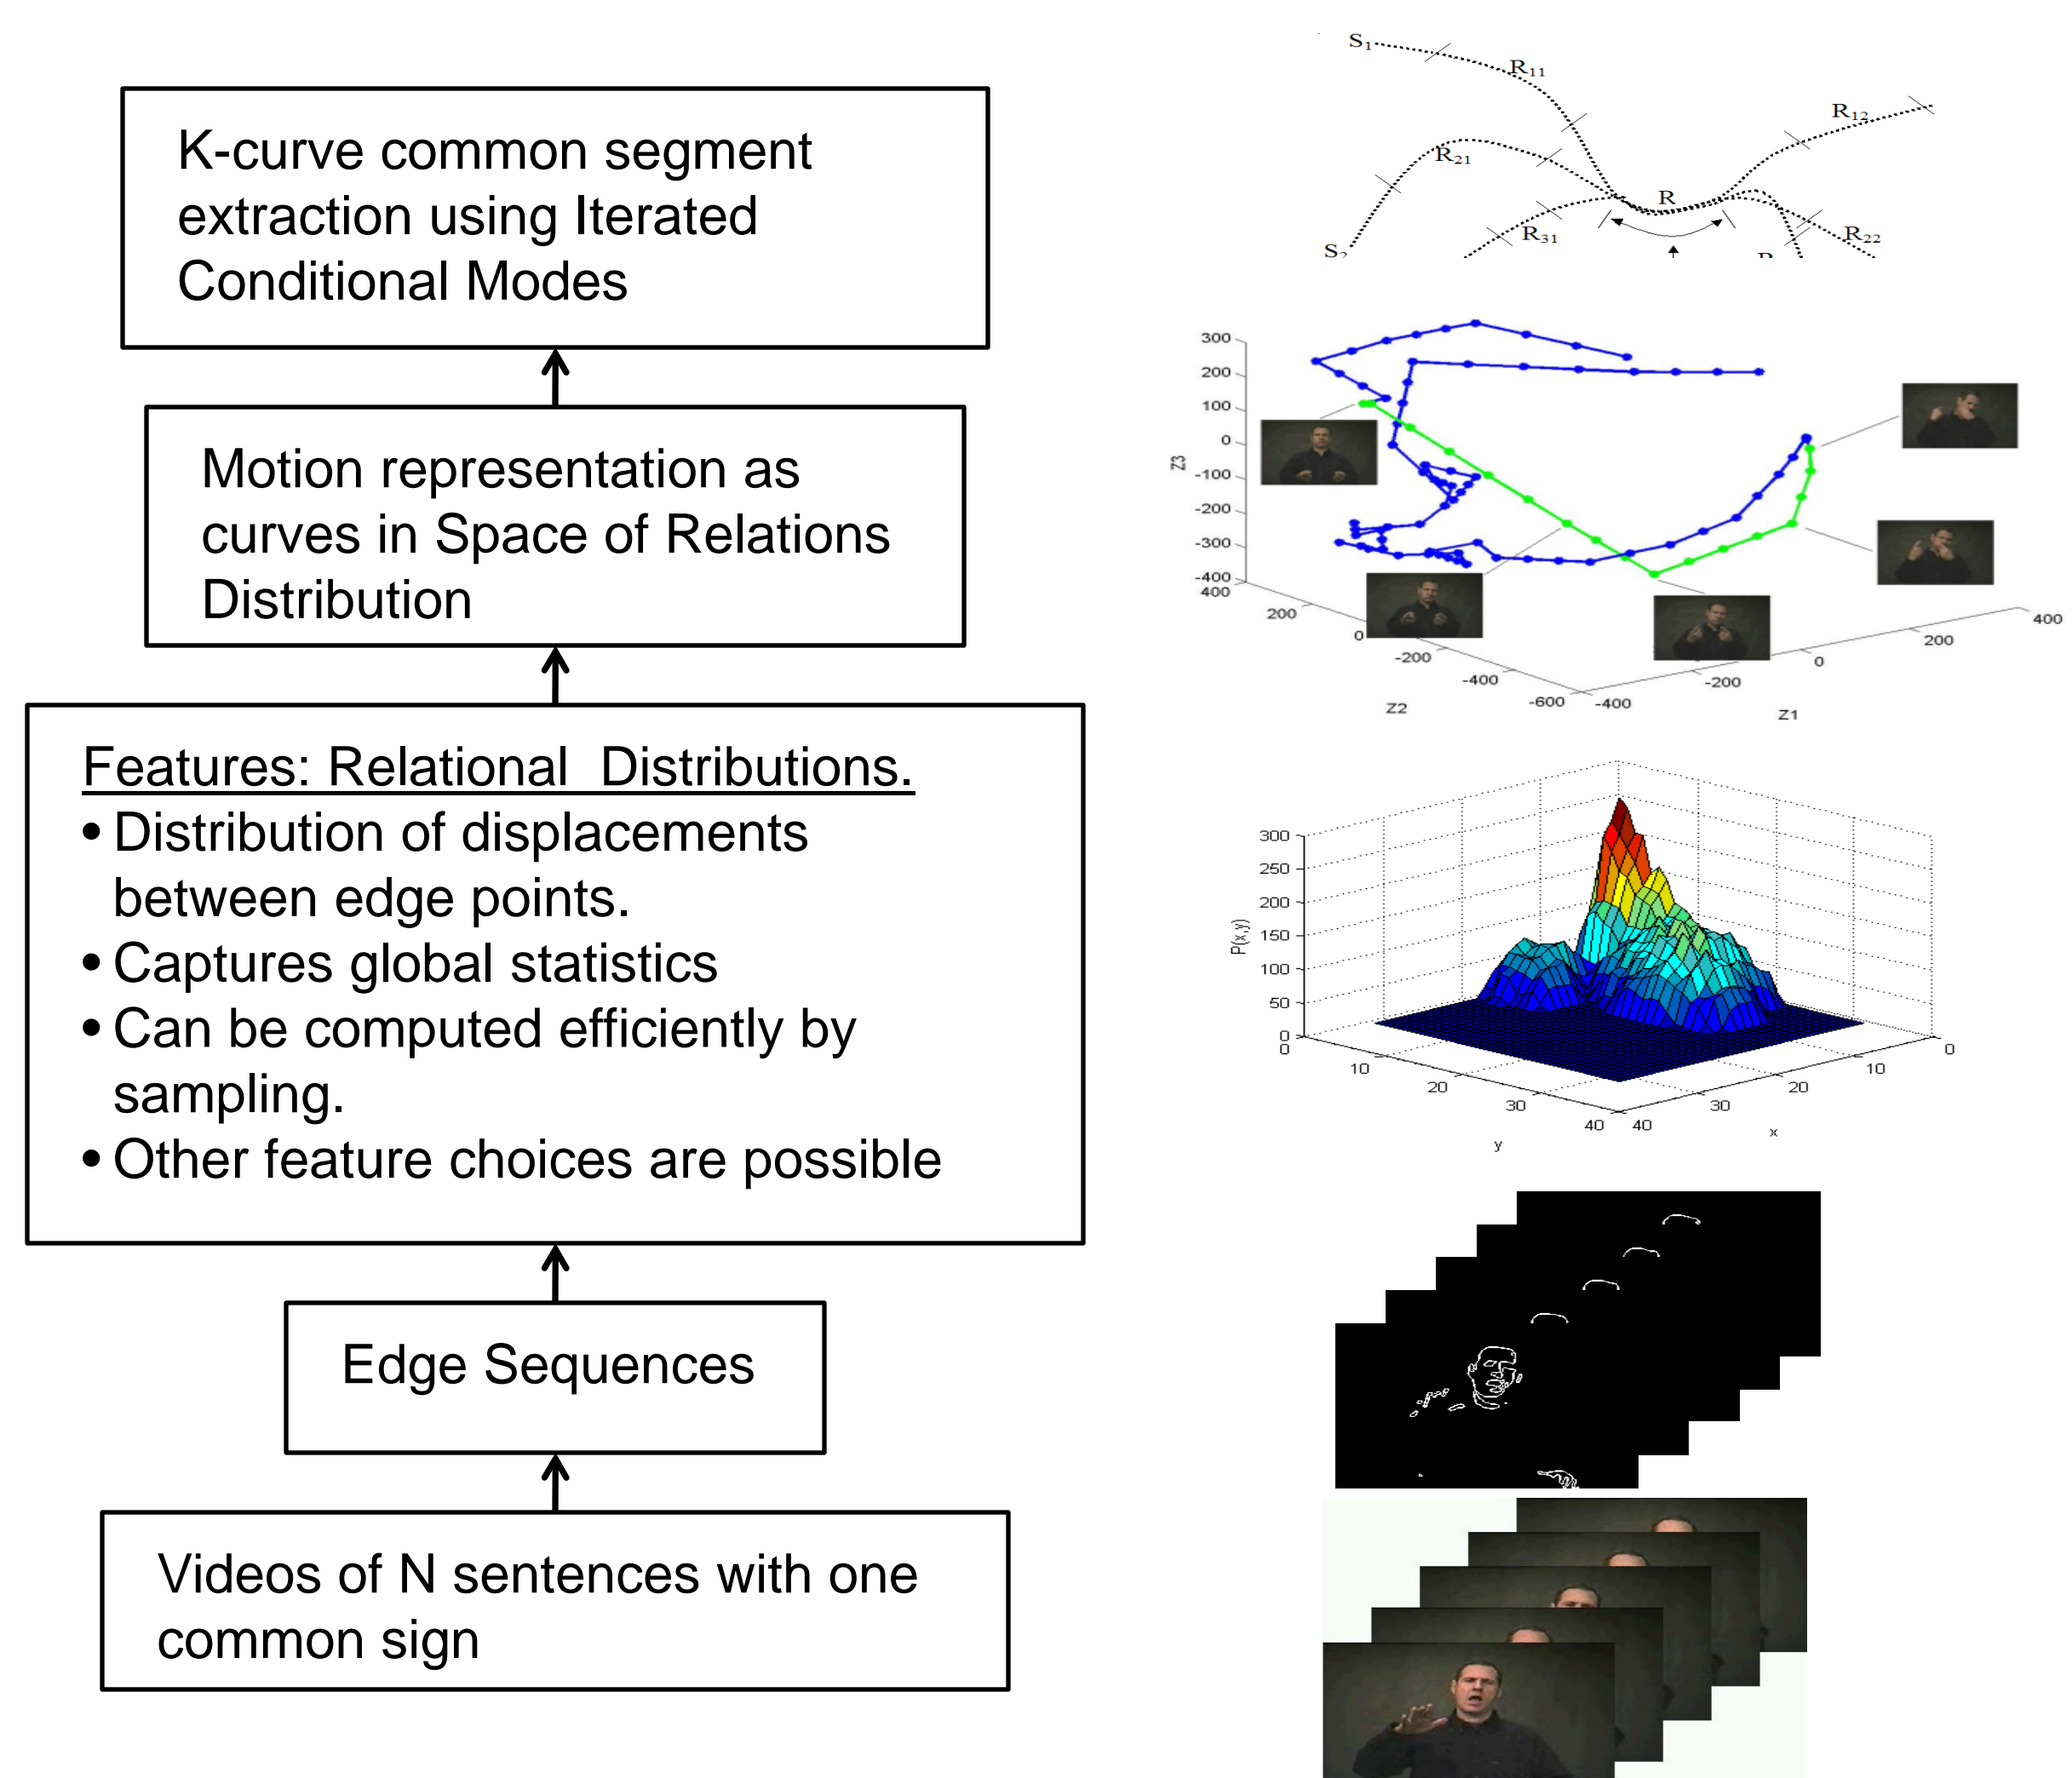 K-curve common segment
extraction using Iterated
Conditional Modes
Motion representation as
curves in Space of Relations
Distribution
Features: Relational  Distributions.
• Distribution of displacements
between edge points.
• Captures global statistics
• Can be computed efficiently by
sampling.
• Other feature choices are possible
Edge Sequences
Videos of N sentences with one
common sign
S₁
R₁₁
R₁₂
R₂₁
R
R₃₁
R₂₂
S₂
R
300
200
100
0
-100
-200
-300
-400
Z3
400
200
0
-200
-400
-600
Z2
-400
-200
0
200
400
Z1
300
250
200
150
100
50
0
P(x,y)
0
10
20
30
40
y
40
30
20
10
0
x